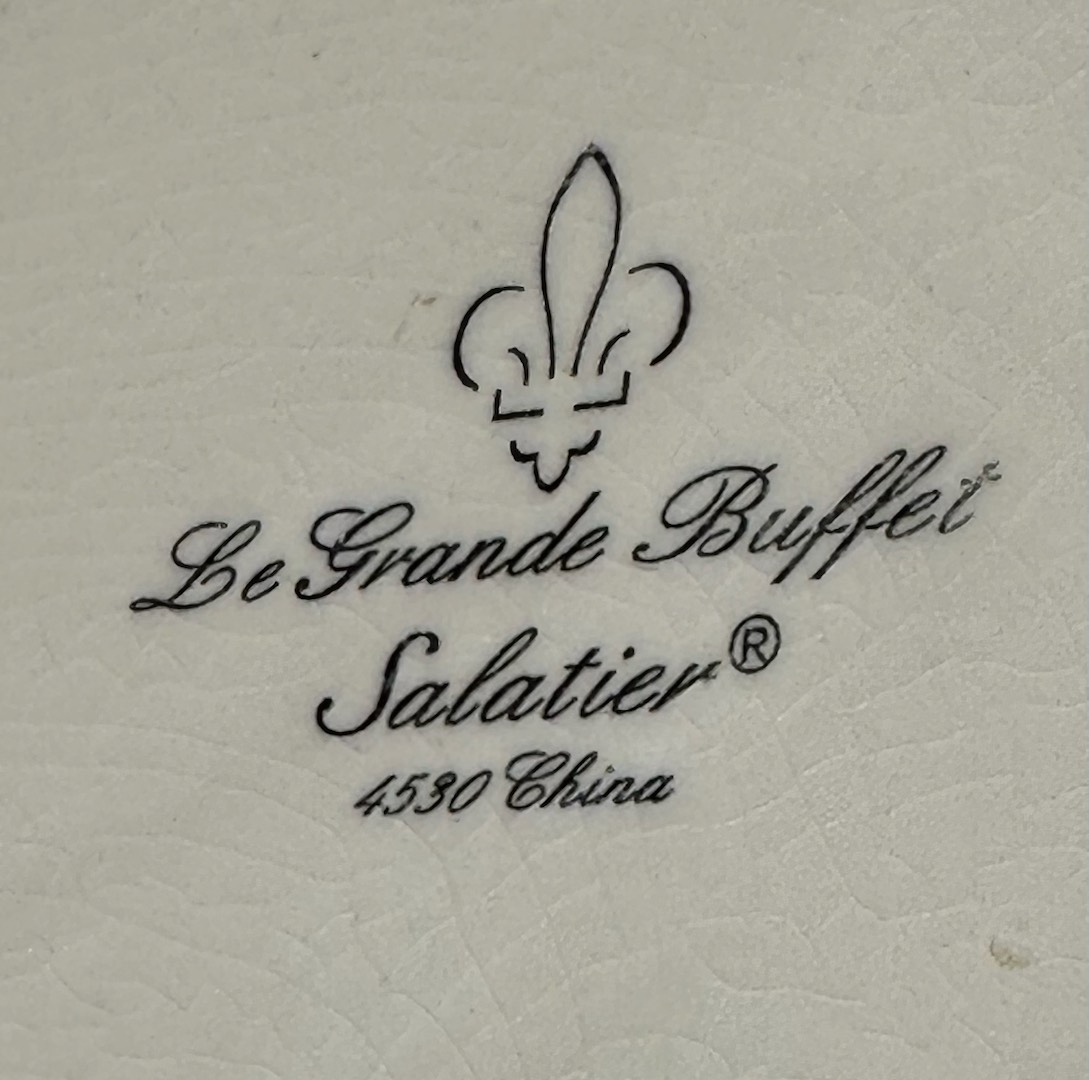 Le Grande Buffet
Salatier®
4530 China